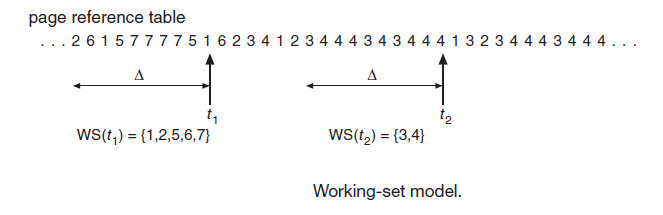 page reference table
. . . 2 6 1 5 7 7 7 7 5 1 6 2 3 4 1 2 3 4 4 4 3 4 3 4 4 4 1 3 2 3 4 4 4 3 4 4 4 . . .
Δ Δ
t1 t2
WS(t1) = {1,2,5,6,7} WS(t2) = {3,4}
Working-set model.